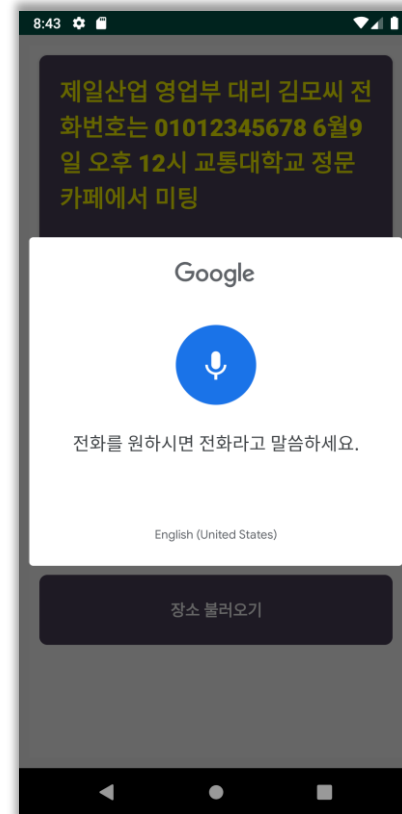 8:43
제일산업 영업부 대리 김모씨 전
화번호는 01012345678 6월9
일 오후 12시 교통대학교 정문
카페에서 미팅
Google
전화를 원하시면 전화라고 말씀하세요.
English (United States)
장소 불러오기